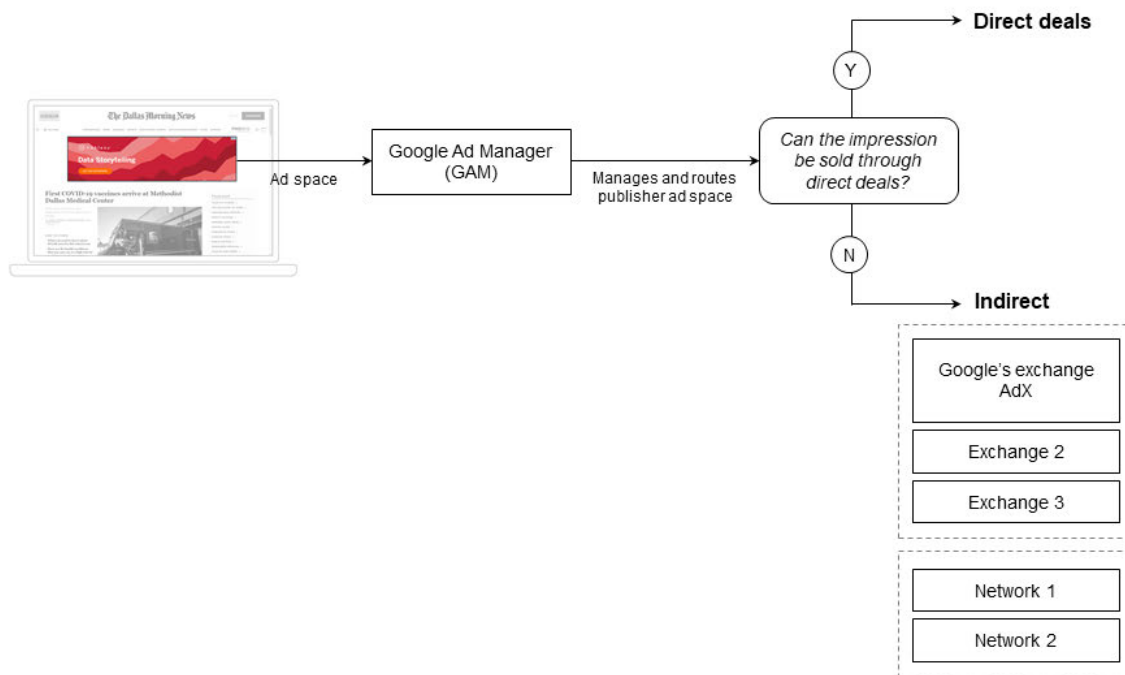 Direct deals
Y
The Dallas Morning News
Data Storytelling
First COVID-19 vaccines arrive at Methodist
Dallas Medical Center
Ad space
Google Ad Manager
(GAM)
Manages and routes
publisher ad space
Can the impression
be sold through
direct deals?
N
Indirect
Google's exchange
AdX
Exchange 2
Exchange 3
Network 1
Network 2